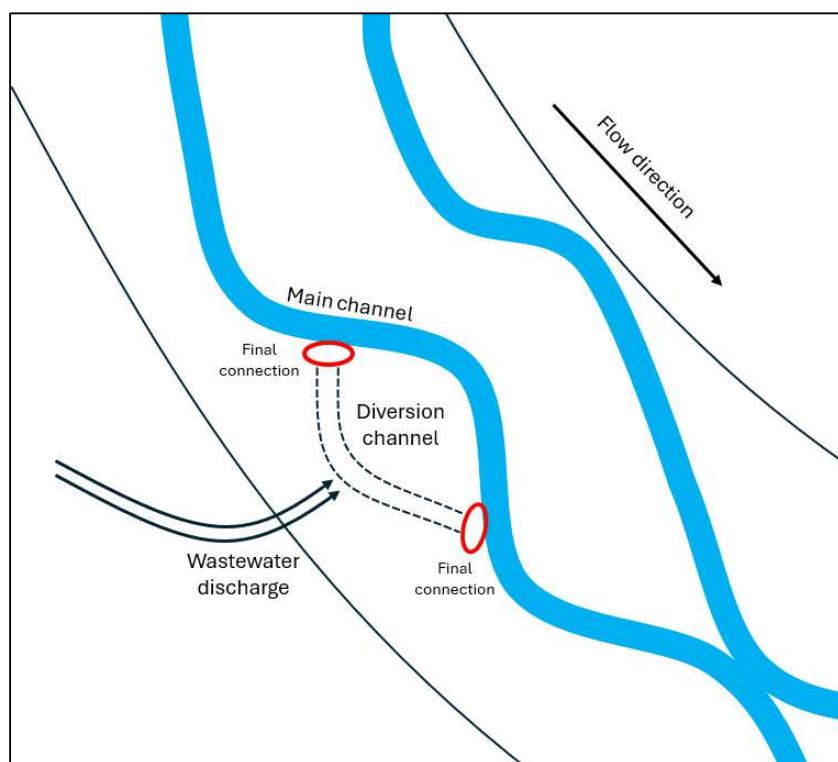 Flow direction
Main channel
Final
connection
Diversion
channel
Wastewater
discharge
Final
connection